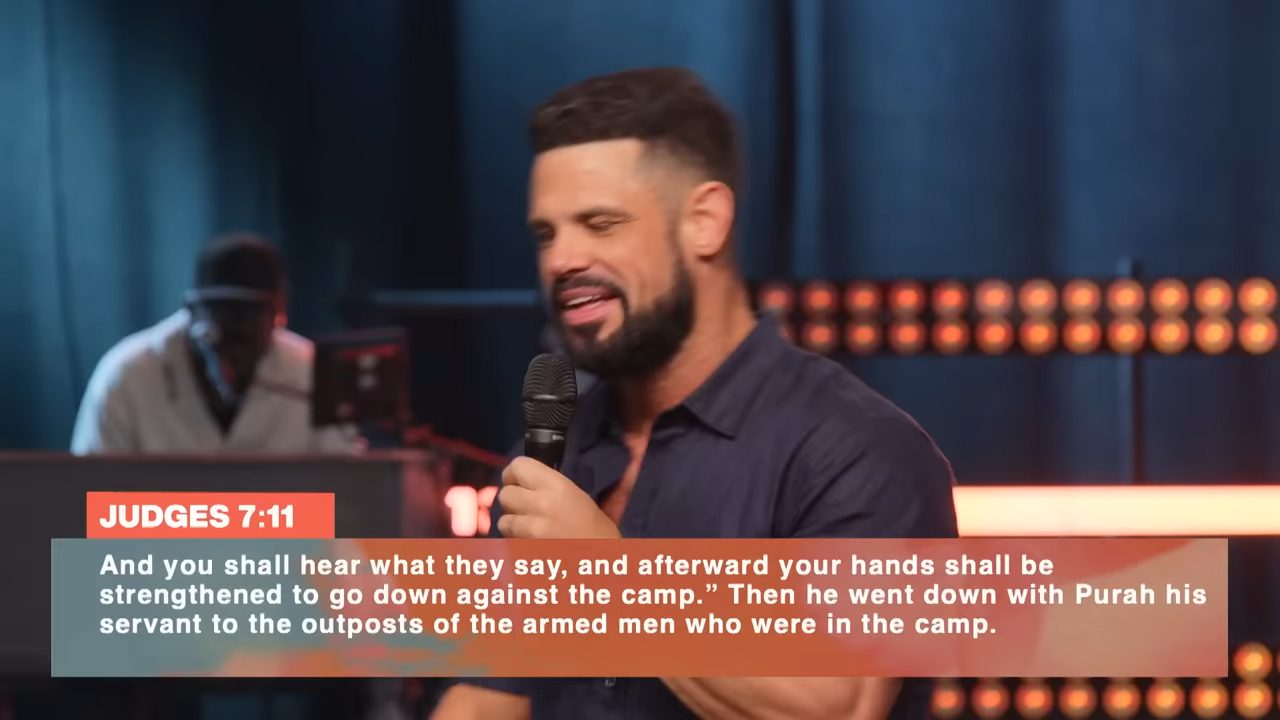 JUDGES 7:11
And you shall hear what they say, and afterward your hands shall be
strengthened to go down against the camp.” Then he went down with Purah his
servant to the outposts of the armed men who were in the camp.